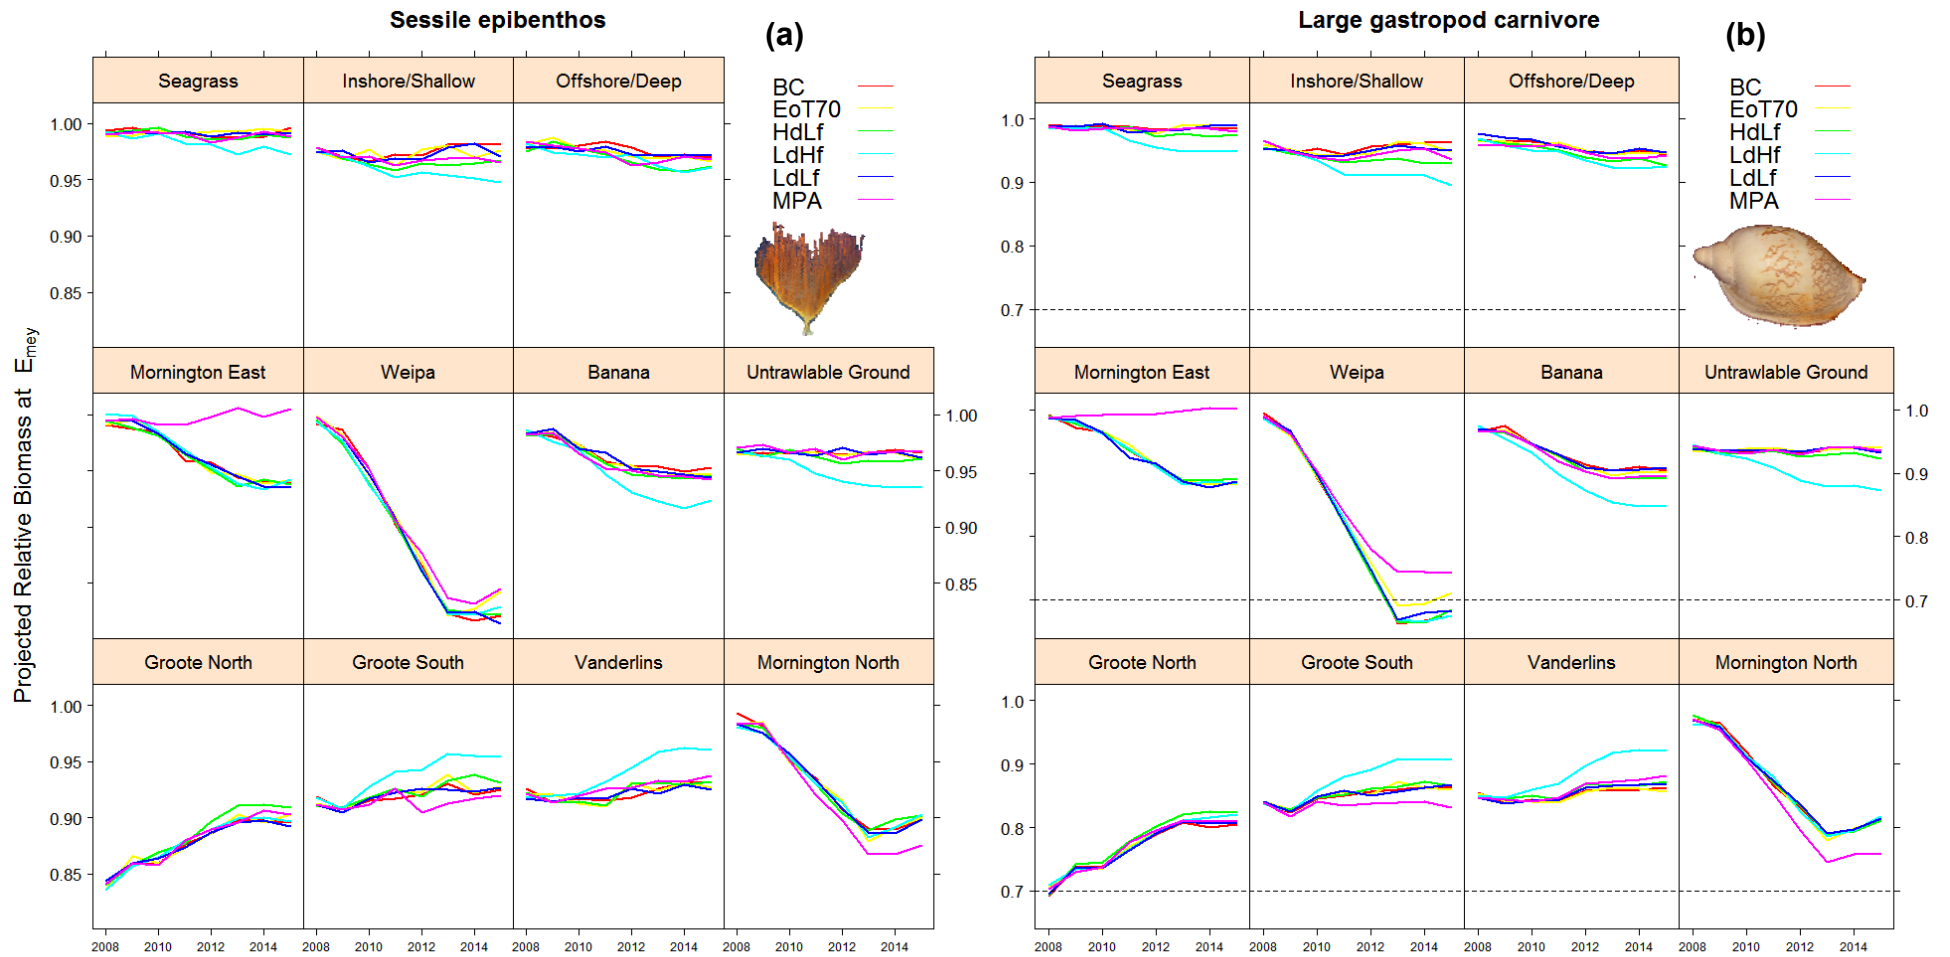 Sessile epibenthos
(a)
Large gastropod carnivore
(b)
Seagrass
Inshore/Shallow
Offshore/Deep
BC
EoT70
HdLf
LdHf
LdLf
MPA
1.00
0.95
0.90
0.85
Seagrass
Inshore/Shallow
Offshore/Deep
BC
EoT70
HdLf
LdHf
LdLf
MPA
1.0
0.9
0.8
0.7
Projected Relative Biomass at Emey
Mornington East
Weipa
Banana
Untrawlable Ground
1.00
0.95
0.90
0.85
Mornington East
Weipa
Banana
Untrawlable Ground
1.0
0.9
0.8
0.7
Groote North
Groote South
Vanderlins
Mornington North
1.00
0.95
0.90
0.85
2008 2010 2012 2014
2008 2010 2012 2014
2008 2010 2012 2014
2008 2010 2012 2014
Groote North
Groote South
Vanderlins
Mornington North
1.0
0.9
0.8
0.7
2008 2010 2012 2014
2008 2010 2012 2014
2008 2010 2012 2014
2008 2010 2012 2014